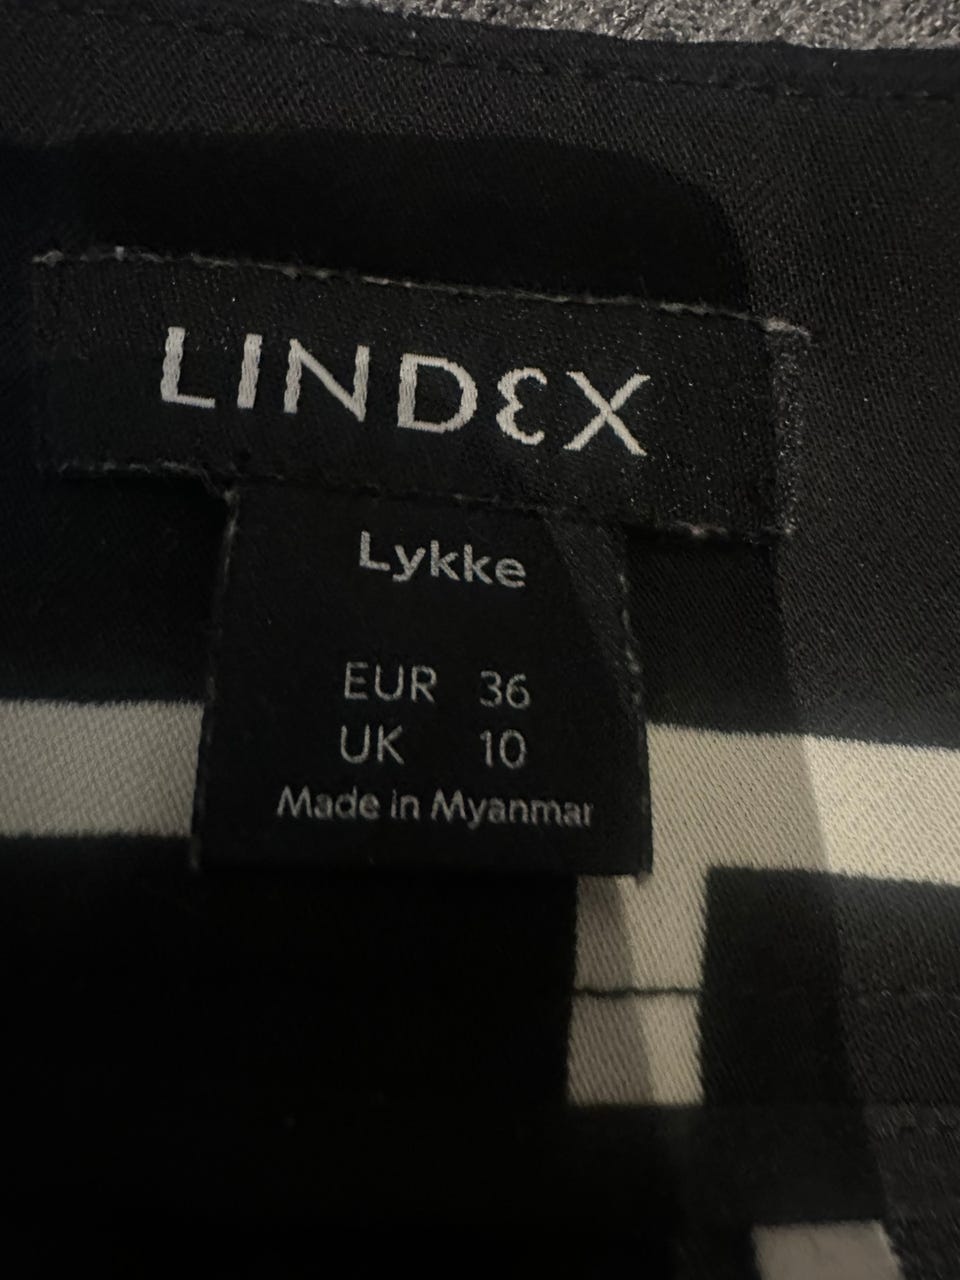 LINDEX
Lykke
EUR 36
UK 10
Made in Myanmar